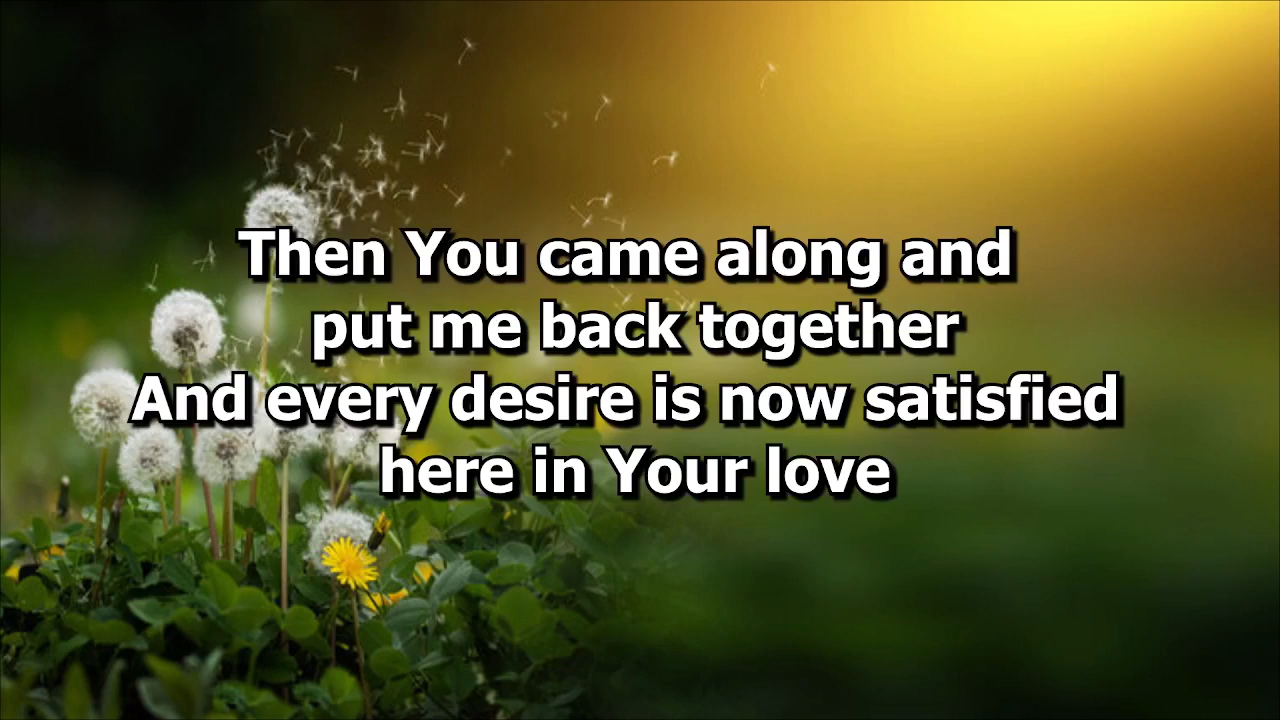 Then You came along and
put me back together
And every desire is now satisfied
here in Your love